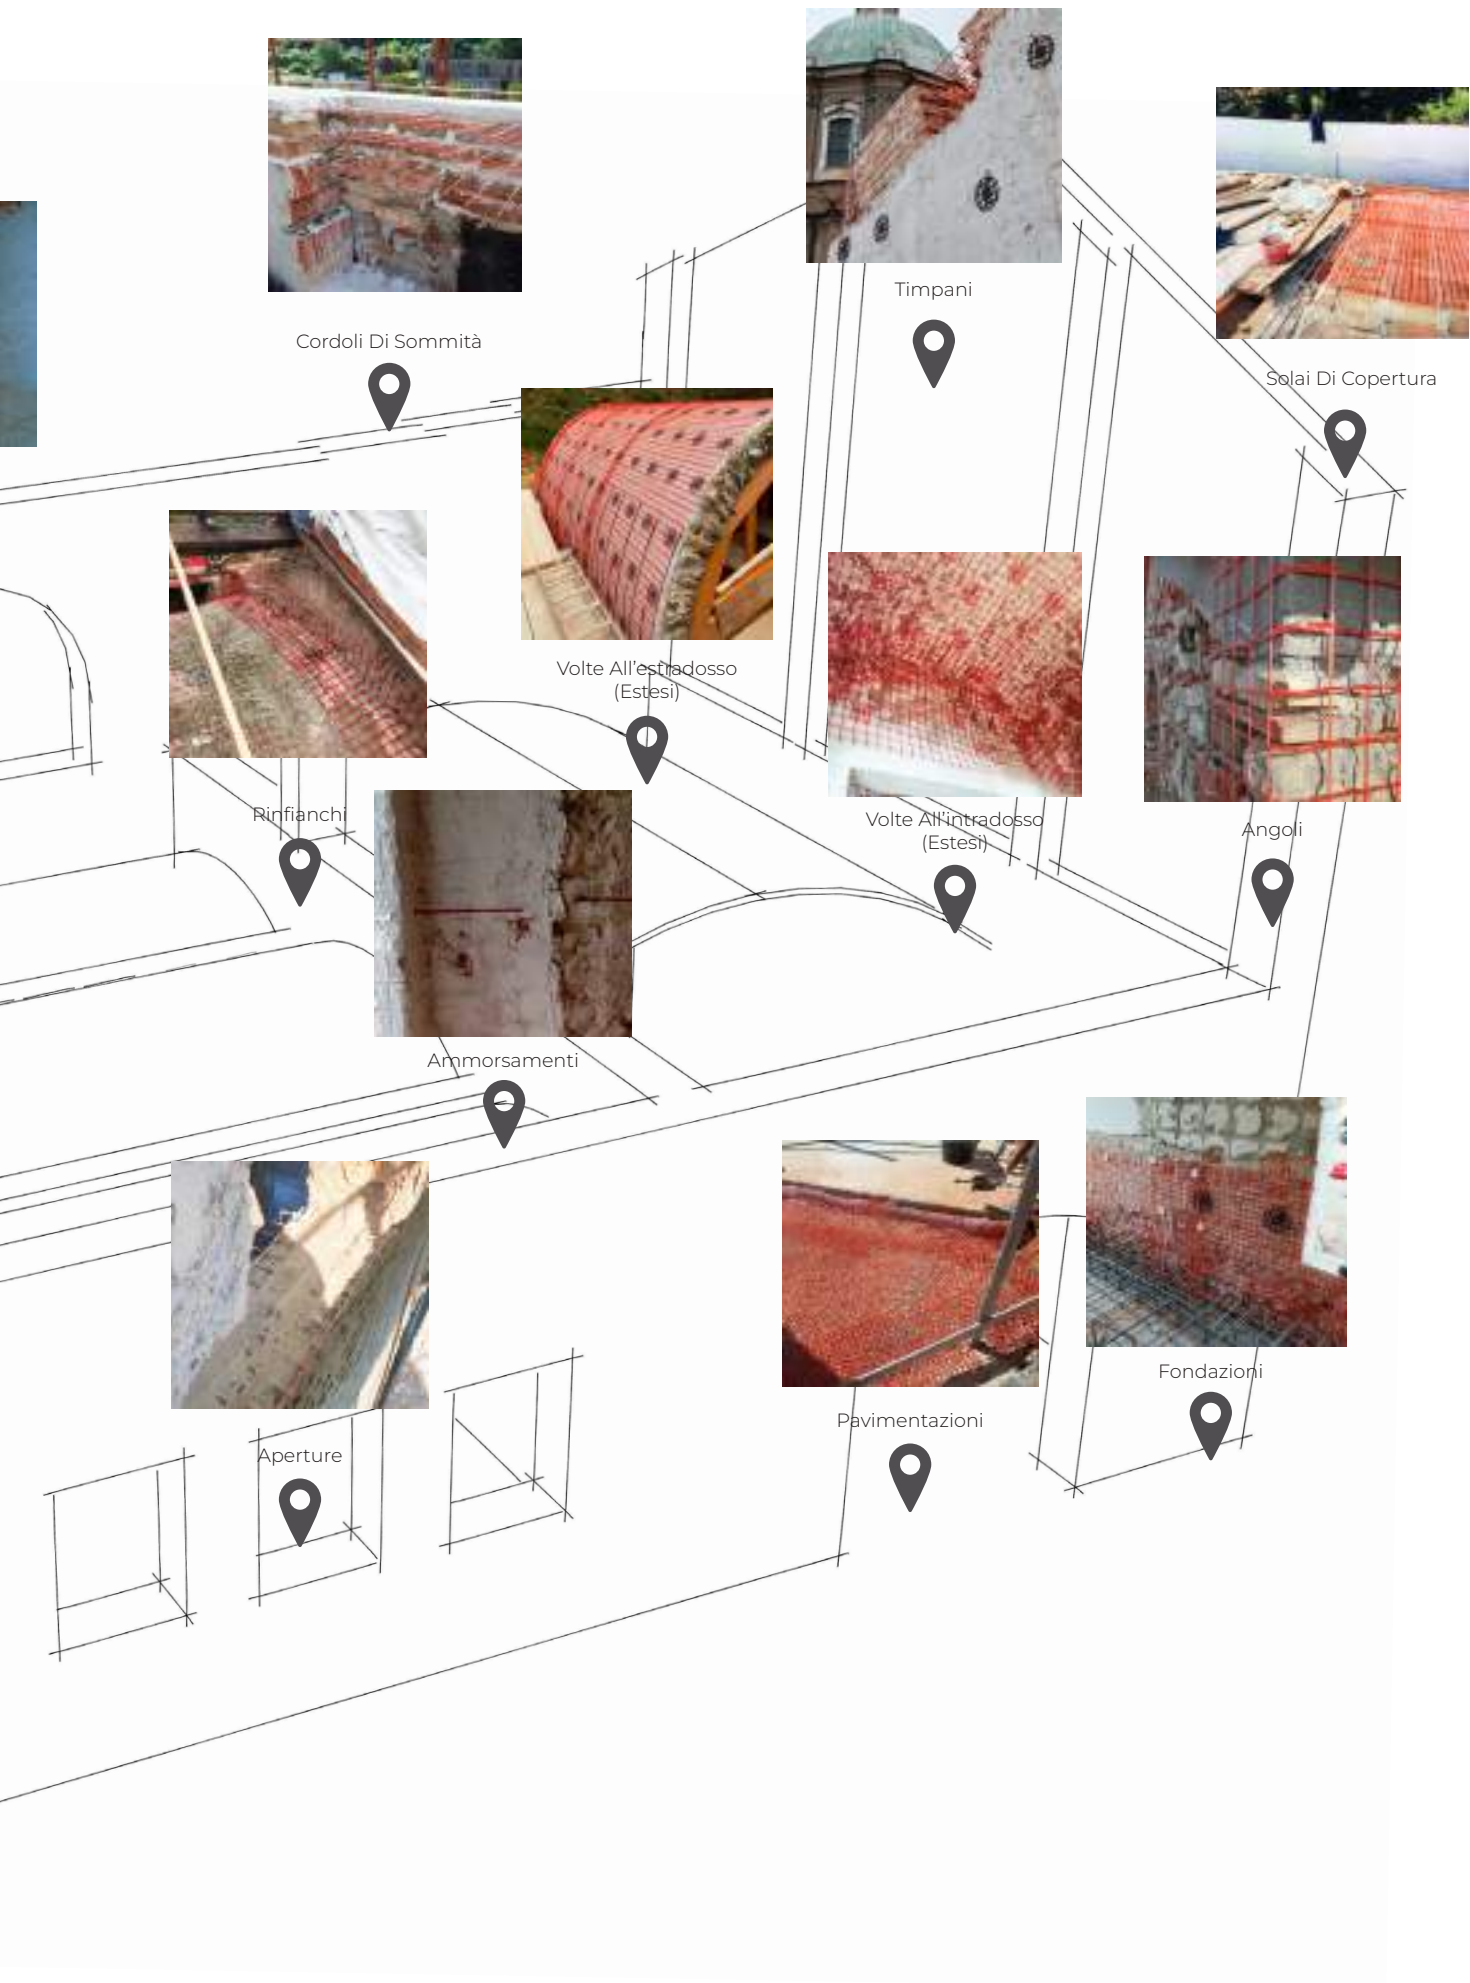 Timpani
Cordoli Di Sommità
Solai Di Copertura
Volte All'estradosso
(Estesi)
Rinfianchi
Volte All'intradosso
(Estesi)
Angoli
Ammorsamenti
Fondazioni
Pavimentazioni
Aperture